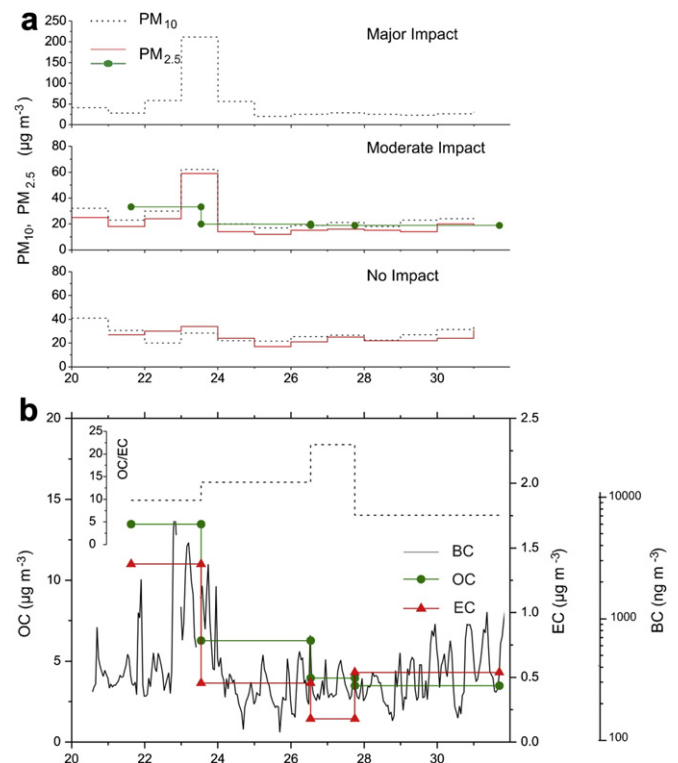 a
PM10
PM2.5
Major Impact
250
200
150
100
50
0
Moderate Impact
80
60
40
20
0
No Impact
80
60
40
20
0
PM10, PM2.5 (µg m-3)
20 22 24 26 28 30
b
20
15
10
5
0
OC (µg m-3)
25
20
15
10
5
0
OC/EC
BC
OC
EC
2.5
2.0
1.5
1.0
0.5
0.0
EC (µg m-3)
10000
1000
100
BC (ng m-3)
20 22 24 26 28 30